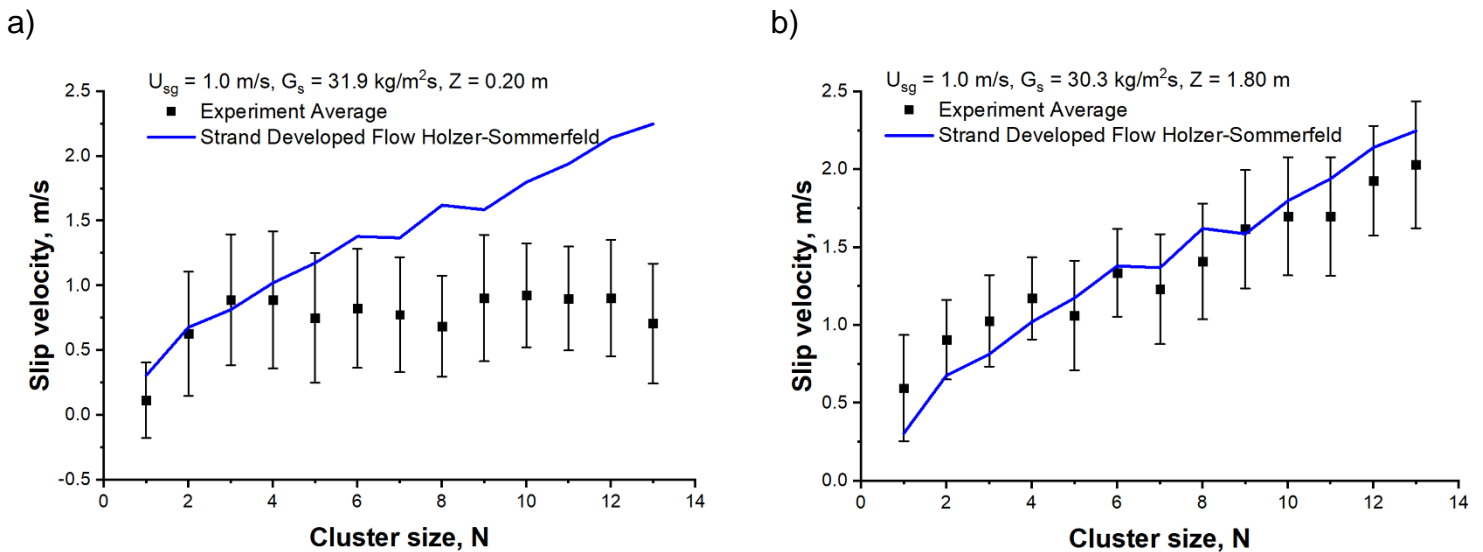 a)
U_sg = 1.0 m/s, G_s = 31.9 kg/m²s, Z = 0.20 m
Experiment Average
Strand Developed Flow Holzer-Sommerfeld
Slip velocity, m/s
2.5
2.0
1.5
1.0
0.5
0.0
-0.5
0 2 4 6 8 10 12 14
Cluster size, N
b)
U_sg = 1.0 m/s, G_s = 30.3 kg/m²s, Z = 1.80 m
Experiment Average
Strand Developed Flow Holzer-Sommerfeld
Slip velocity, m/s
2.5
2.0
1.5
1.0
0.5
0.0
0 2 4 6 8 10 12 14
Cluster size, N